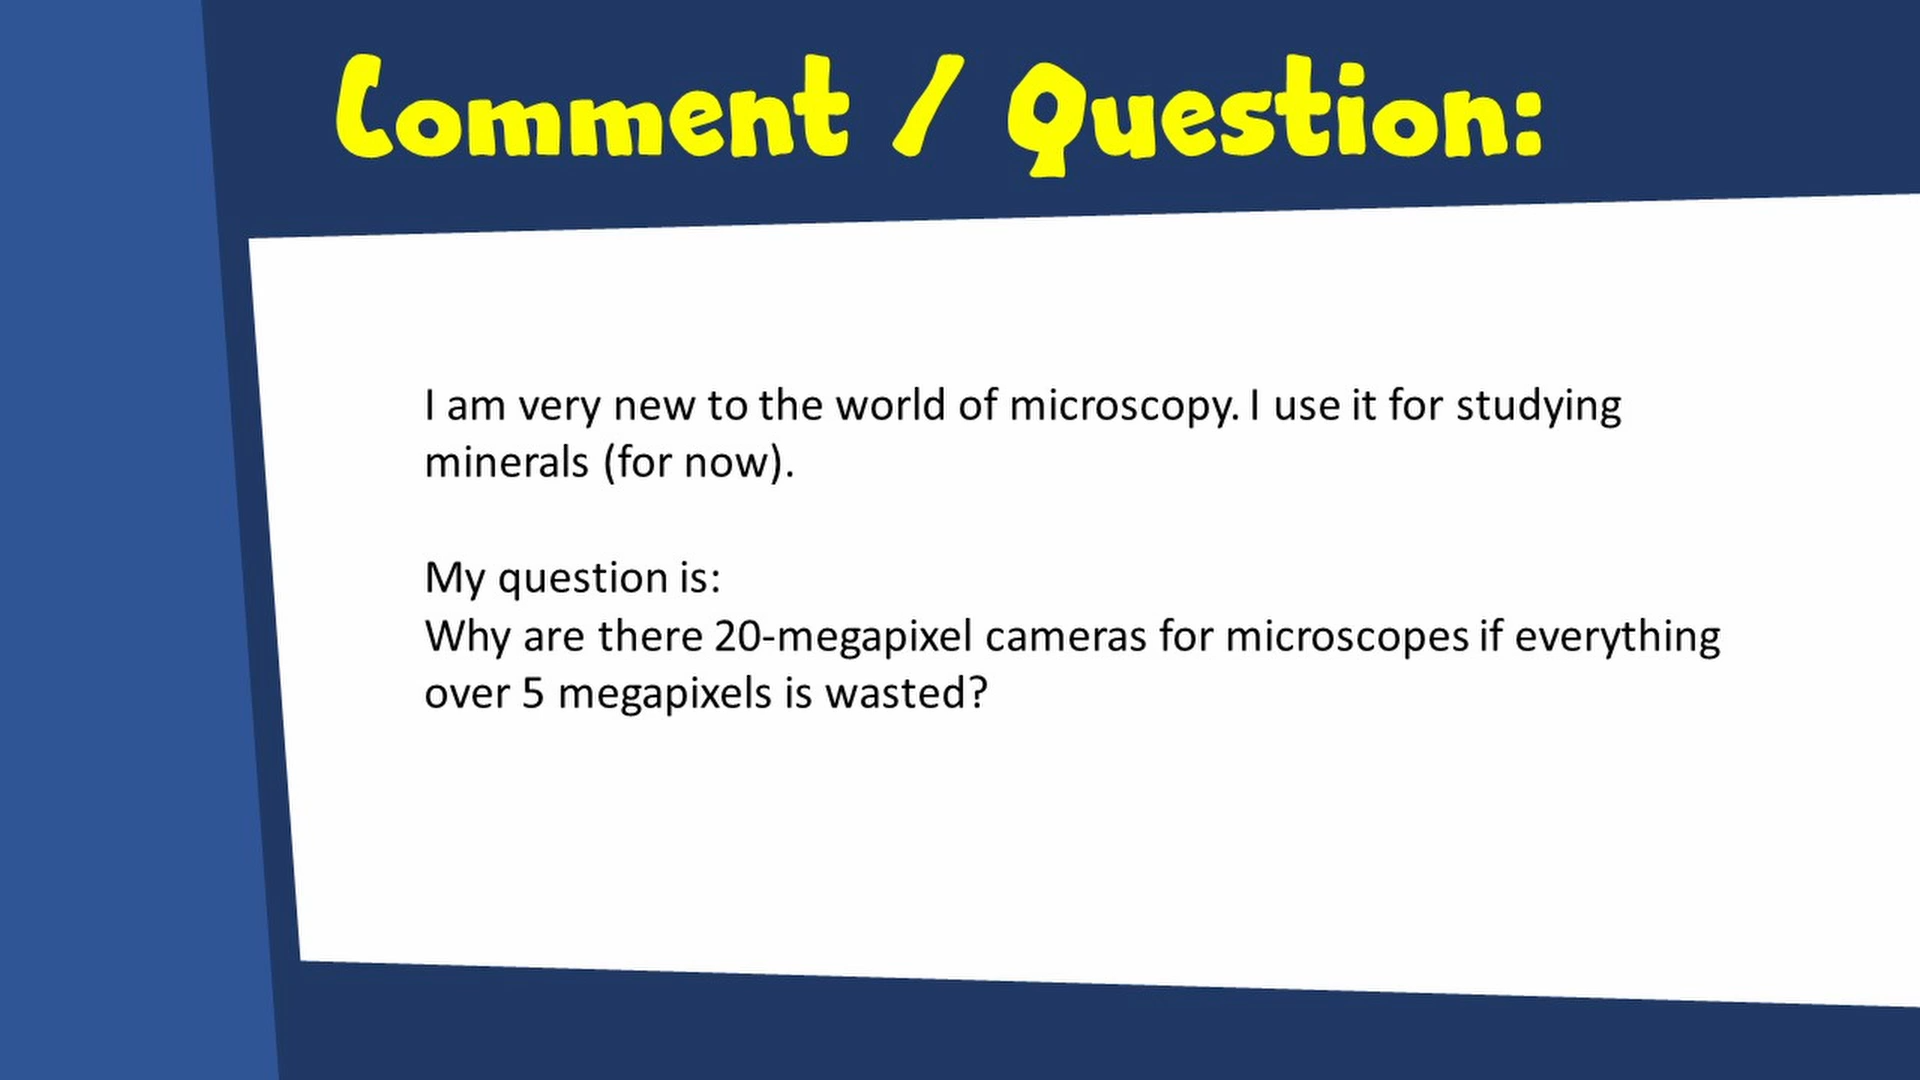 Comment / Question:
I am very new to the world of microscopy. I use it for studying
minerals (for now).
My question is:
Why are there 20-megapixel cameras for microscopes if everything
over 5 megapixels is wasted?